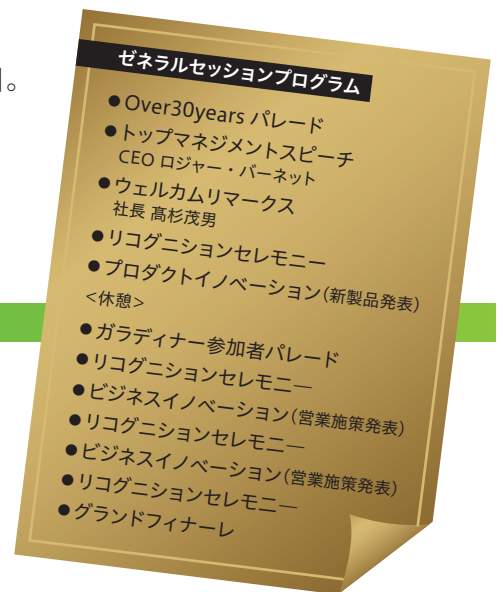 。
ゼネラルセッションプログラム
●Over30years パレード
●トップマネジメントスピーチ
CEO ロジャー・バーネット
●ウェルカムリマークス
社長 髙杉茂男
●リコグニションセレモニー
●プロダクトイノベーション(新製品発表)
<休憩>
●ガラディナー参加者パレード
●リコグニションセレモニ―
●ビジネスイノベーション(営業施策発表)
●リコグニションセレモニ―
●ビジネスイノベーション(営業施策発表)
●リコグニションセレモニ―
●グランドフィナーレ